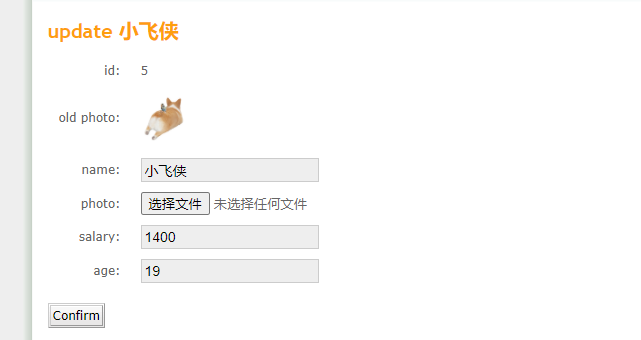 update 小飞侠
id: 5
old photo:
name: 小飞侠
photo: 选择文件 未选择任何文件
salary: 1400
age: 19
Confirm